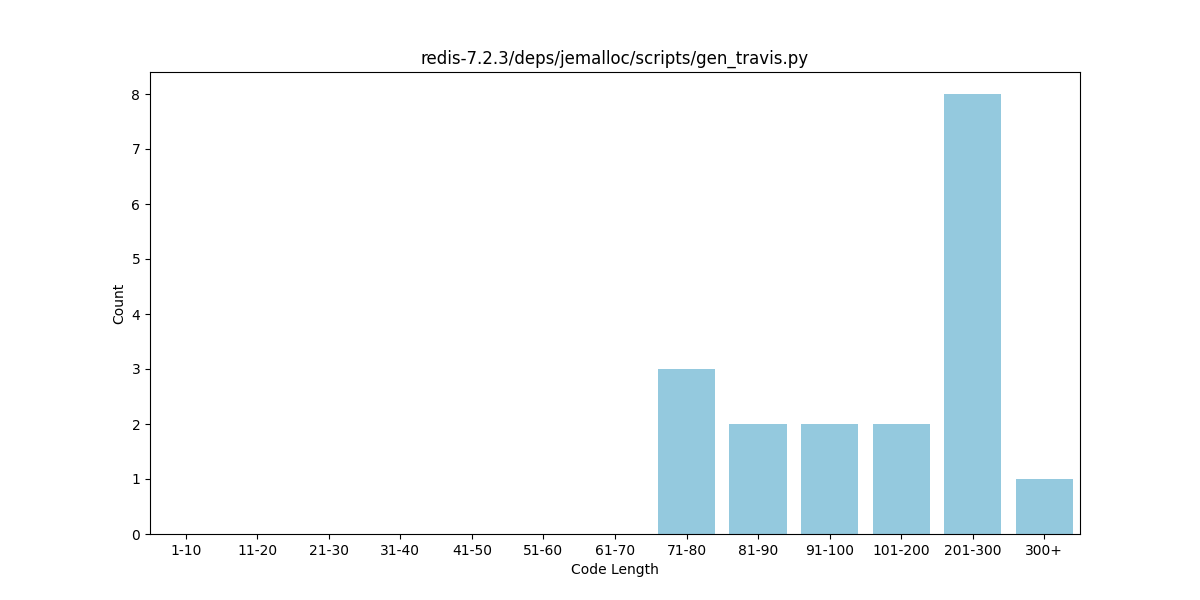 redis-7.2.3/deps/jemalloc/scripts/gen_travis.py
8
7
6
5
4
3
2
1
0
Count
1-10 11-20 21-30 31-40 41-50 51-60 61-70 71-80 81-90 91-100 101-200 201-300 300+
Code Length